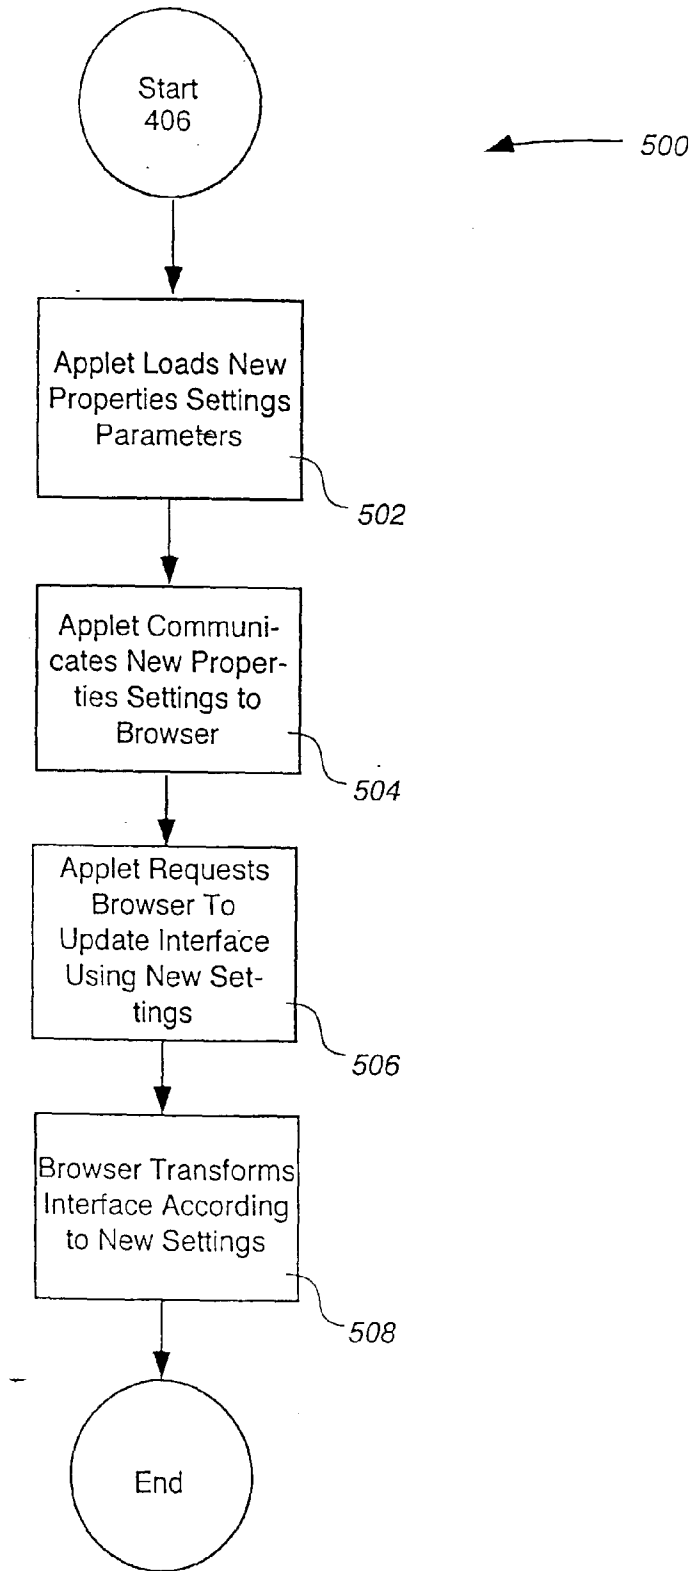 Start
406
500
Applet Loads New
Properties Settings
Parameters
502
Applet Communi-
cates New Proper-
ties Settings to
Browser
504
Applet Requests
Browser To
Update Interface
Using New Set-
tings
506
Browser Transforms
Interface According
to New Settings
508
End